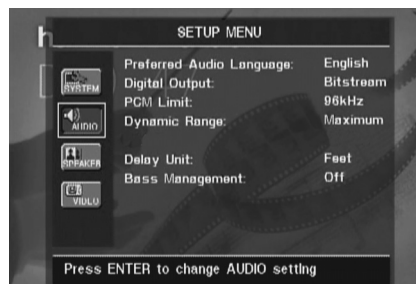 SETUP MENU
Preferred Audio Language: English
Digital Output: Bitstream
PCM Limit: 96kHz
Dynamic Range: Maximum
Delay Unit: Feet
Bass Management: Off
SYSTEM
AUDIO
SPEAKER
VIDEO
Press ENTER to change AUDIO setting